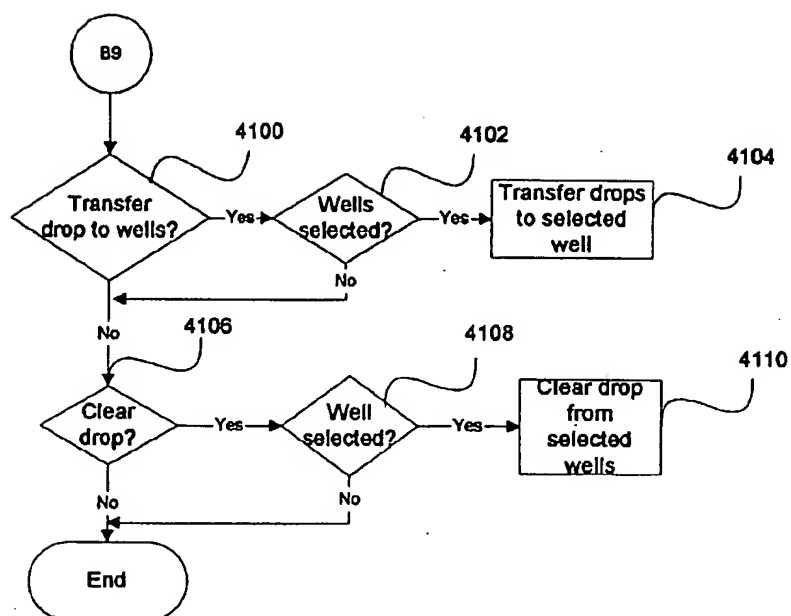 B9
4100
4102
4104
Transfer
drop to wells?
Yes
Wells
selected?
Yes
Transfer drops
to selected
well
No
No
4106
4108
4110
Clear
drop?
Yes
Well
selected?
Yes
Clear drop
from
selected
wells
No
No
End